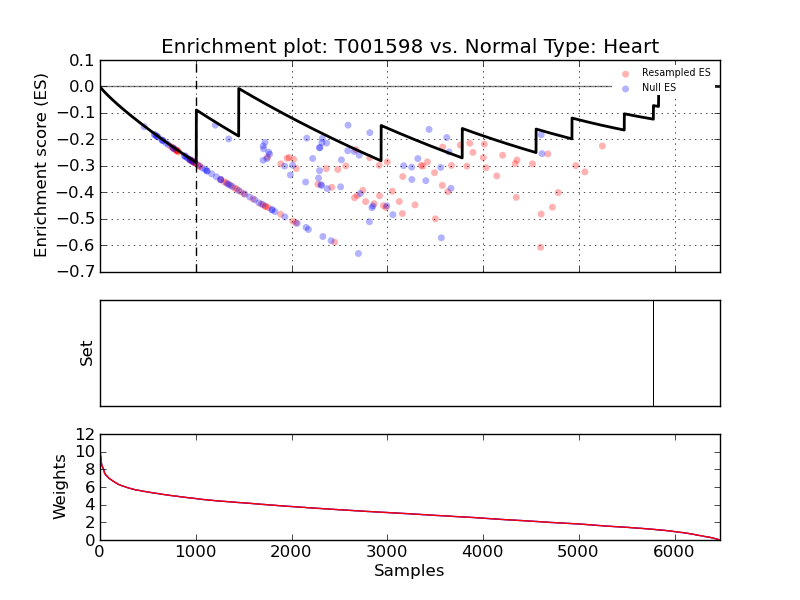 Enrichment plot: T001598 vs. Normal Type: Heart
Enrichment score (ES)
0.1
0.0
−0.1
−0.2
−0.3
−0.4
−0.5
−0.6
−0.7
Resampled ES
Null ES
Set
Weights
12
10
8
6
4
2
0
0 1000 2000 3000 4000 5000 6000
Samples